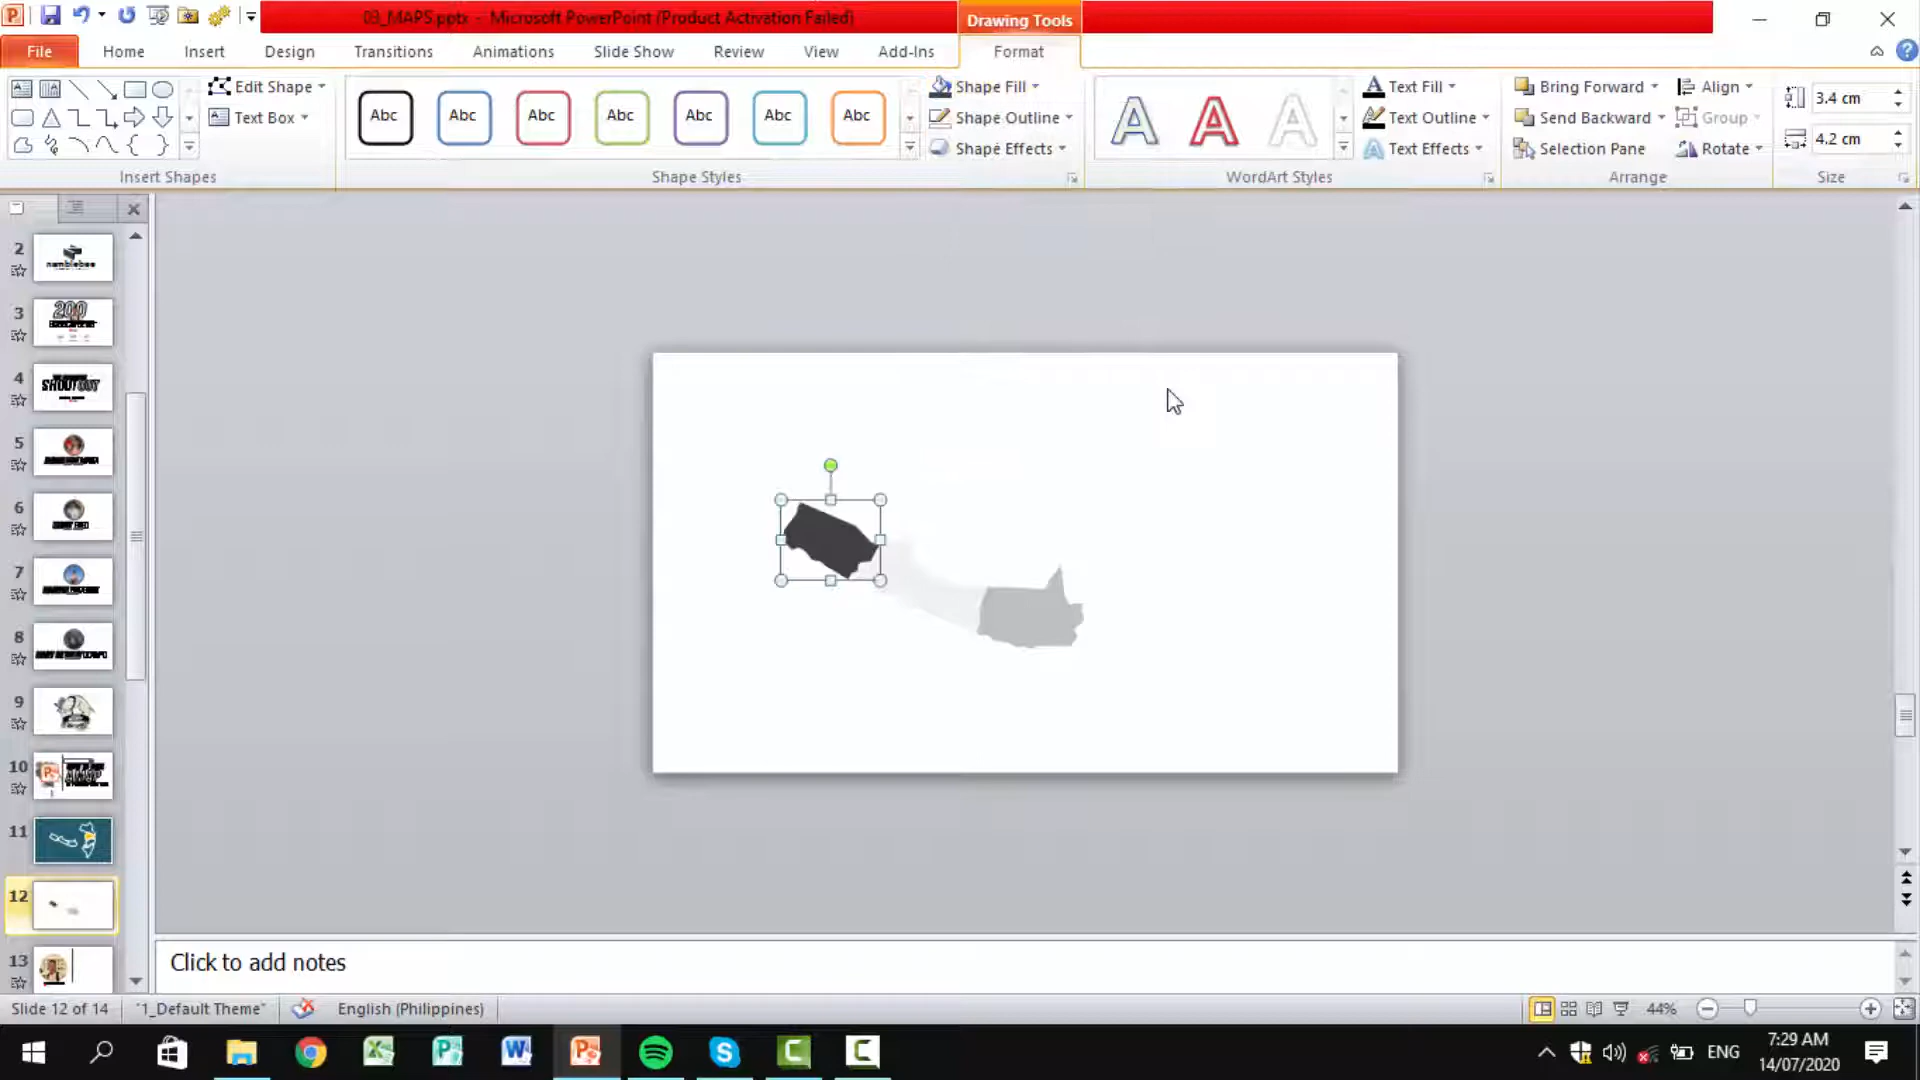 03_MAPS.pptx - Microsoft PowerPoint (Product Activation Failed)
Drawing Tools
File
Home
Insert
Design
Transitions
Animations
Slide Show
Review
View
Add-Ins
Format
Edit Shape
Text Box
Insert Shapes
Abc
Abc
Abc
Abc
Abc
Abc
Abc
Shape Fill
Shape Outline
Shape Effects
Shape Styles
Text Fill
Text Outline
Text Effects
WordArt Styles
Bring Forward
Send Backward
Selection Pane
Align
Group
Rotate
Arrange
3.4 cm
4.2 cm
Size
2
3
200
4
SHOUTOUT
5
6
7
8
9
10
11
12
13
Click to add notes
Slide 12 of 14
"1_Default Theme"
English (Philippines)
44%
ENG
7:29 AM
14/07/2020